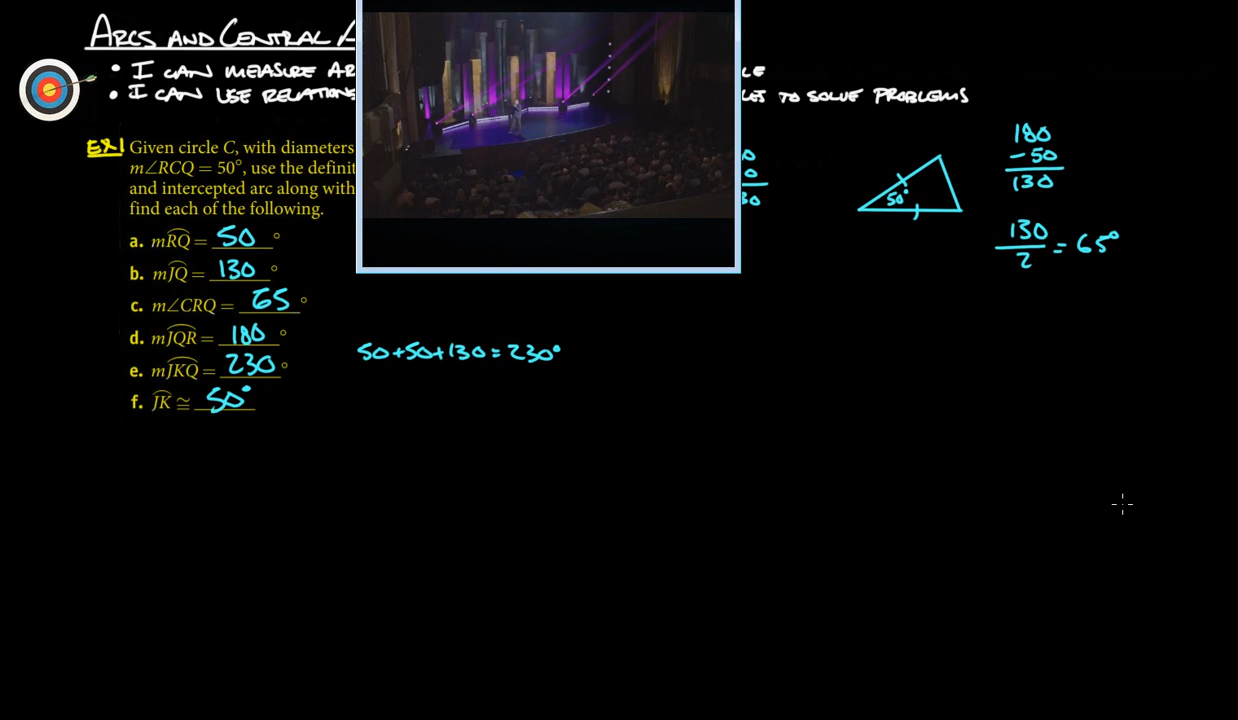 ARCS AND CENTRAL
• I CAN MEASURE AR
• I CAN USE RELATIONS
LES TO SOLVE PROBLEMS
EX1 Given circle C, with diameters
m∠RCQ = 50°, use the definit
and intercepted arc along with
find each of the following.
a. mRQ = 50 °
b. mJQ = 130 °
c. m∠CRQ = 65 °
d. mJQR = 180 °
e. mJKQ = 230 °
f. JK ≅ 50°
50+50+130=230°
50°
180
-50
130
130
2 = 65°